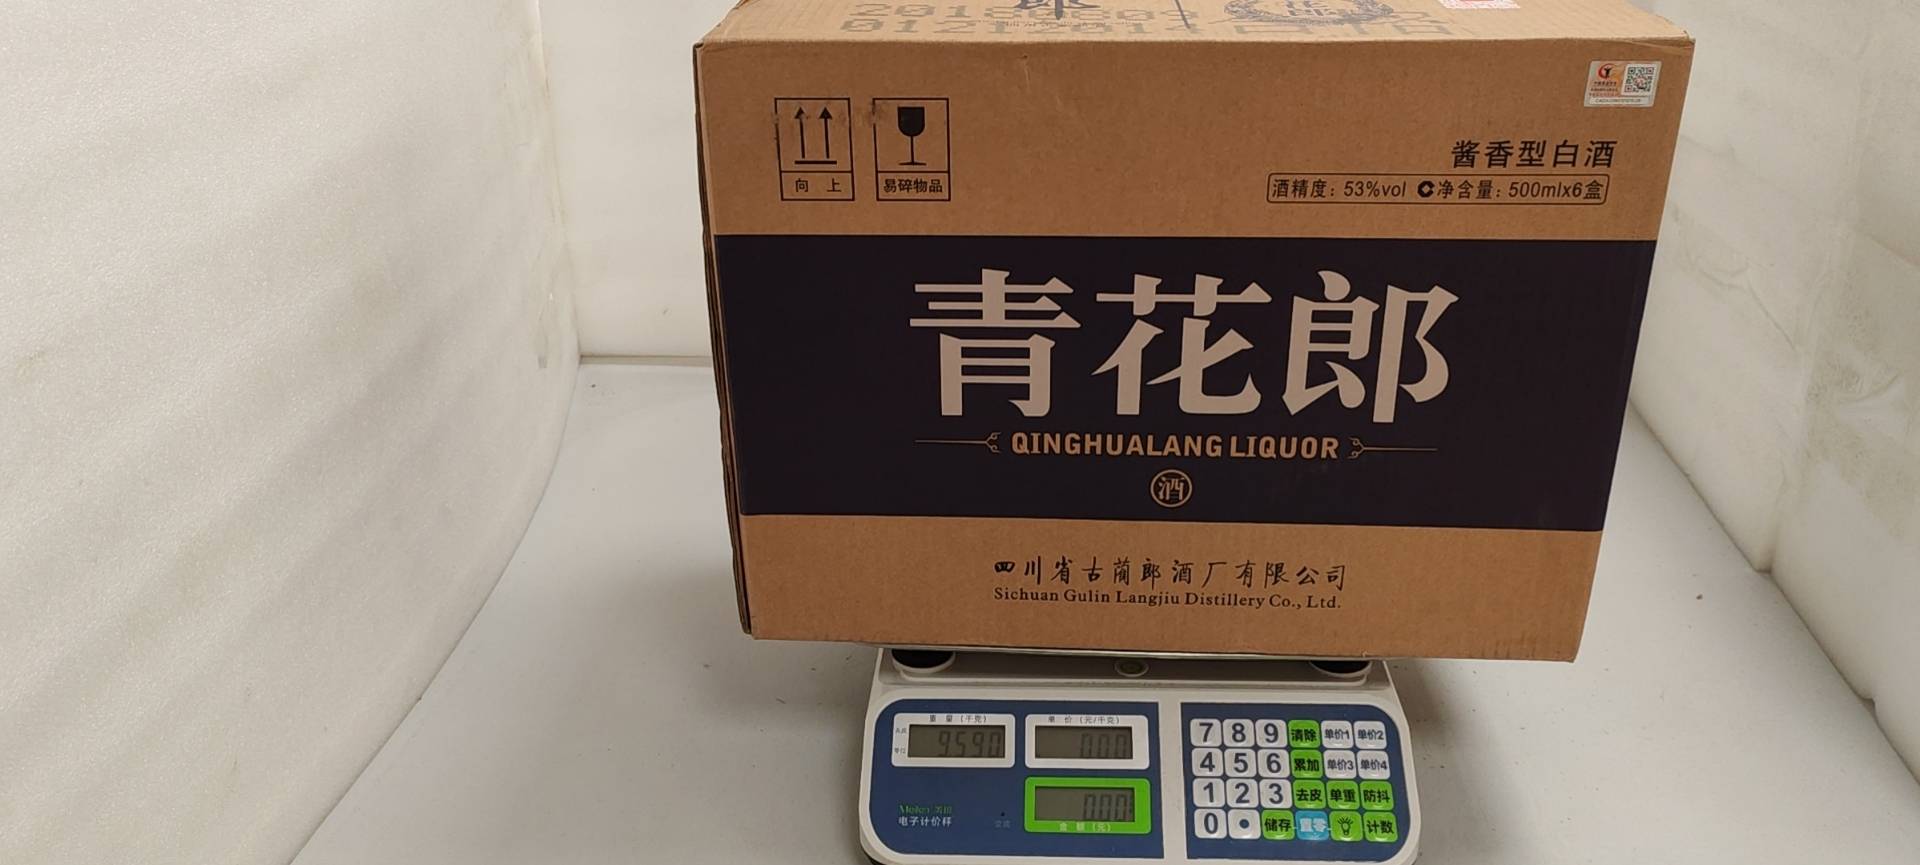 郎
向 上
易碎物品
酱香型白酒
酒精度：53%vol 净含量：500mlx6盒
青花郎
QINGHUALANG LIQUOR
酒
四川省古蔺郎酒厂有限公司
Sichuan Gulin Langjiu Distillery Co., Ltd.
重 量 (千克)
单 价 (元/千克)
9.590
0.00
7 8 9 清除 单价1 单价2
4 5 6 累加 单价3 单价4
1 2 3 去皮 单重 防抖
0 . 储存 置零 计数
0.00
金 额 (元)
电子计价秤